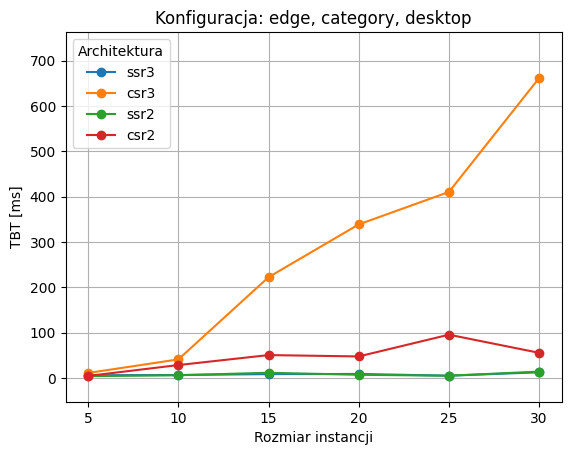 Konfiguracja: edge, category, desktop
Architektura
ssr3
csr3
ssr2
csr2
TBT [ms]
700
600
500
400
300
200
100
0
5 10 15 20 25 30
Rozmiar instancji